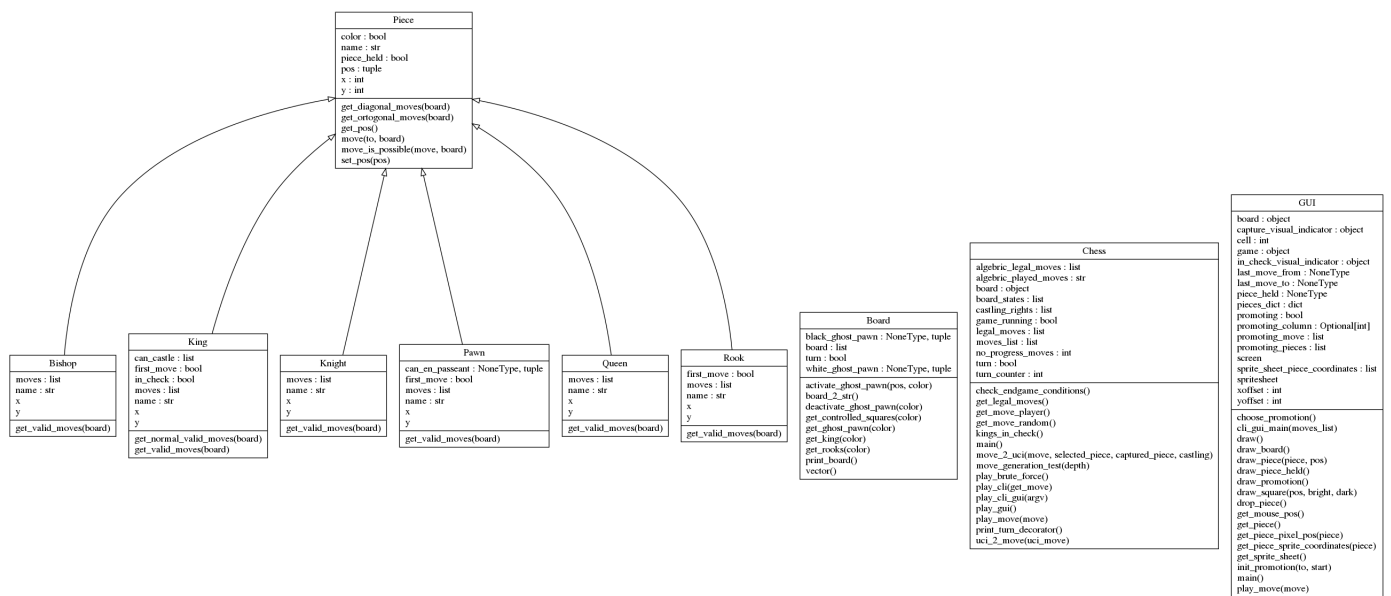 Piece
color : bool
name : str
piece_held : bool
pos : tuple
x : int
y : int
get_diagonal_moves(board)
get_ortogonal_moves(board)
get_pos()
move(to, board)
move_is_possible(move, board)
set_pos(pos)
Bishop
moves : list
name : str
x
y
get_valid_moves(board)
King
can_castle : list
first_move : bool
in_check : bool
moves : list
name : str
x
y
get_normal_valid_moves(board)
get_valid_moves(board)
Knight
moves : list
name : str
x
y
get_valid_moves(board)
Pawn
can_en_passeant : NoneType, tuple
first_move : bool
moves : list
name : str
x
y
get_valid_moves(board)
Queen
moves : list
name : str
x
y
get_valid_moves(board)
Rook
first_move : bool
moves : list
name : str
x
y
get_valid_moves(board)
Board
black_ghost_pawn : NoneType, tuple
board : list
turn : bool
white_ghost_pawn : NoneType, tuple
activate_ghost_pawn(pos, color)
board_2_str()
deactivate_ghost_pawn(color)
get_controlled_squares(color)
get_ghost_pawn(color)
get_king(color)
get_rooks(color)
print_board()
vector()
Chess
algebric_legal_moves : list
algebric_played_moves : str
board : object
board_states : list
castling_rights : list
game_running : bool
legal_moves : list
moves_list : list
no_progress_moves : int
turn : bool
turn_counter : int
check_endgame_conditions()
get_legal_moves()
get_move_player()
get_move_random()
kings_in_check()
main()
move_2_uci(move, selected_piece, captured_piece, castling)
move_generation_test(depth)
play_brute_force()
play_cli(get_move)
play_cli_gui(argv)
play_gui()
play_move(move)
print_turn_decorator()
uci_2_move(uci_move)
GUI
board : object
capture_visual_indicator : object
cell : int
game : object
in_check_visual_indicator : object
last_move_from : NoneType
last_move_to : NoneType
piece_held : NoneType
pieces_dict : dict
promoting : bool
promoting_column : Optional[int]
promoting_move : list
promoting_pieces : list
screen
sprite_sheet_piece_coordinates : list
spritesheet
xoffset : int
yoffset : int
choose_promotion()
cli_gui_main(moves_list)
draw()
draw_board()
draw_piece(piece, pos)
draw_piece_held()
draw_promotion()
draw_square(pos, bright, dark)
drop_piece()
get_mouse_pos()
get_piece()
get_piece_pixel_pos(piece)
get_piece_sprite_coordinates(piece)
get_sprite_sheet()
init_promotion(to, start)
main()
play_move(move)